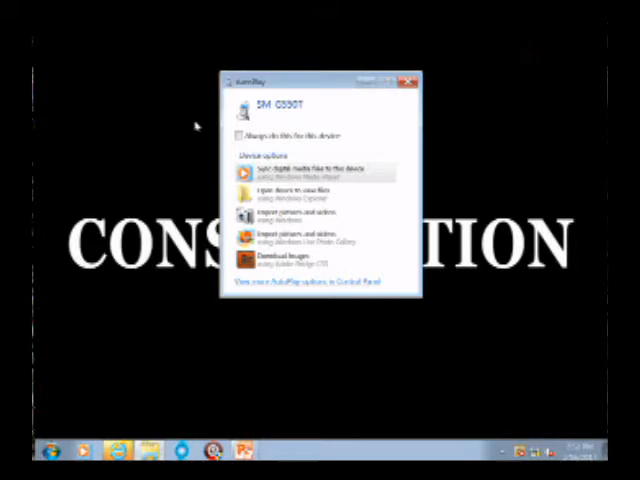 AutoPlay
SM G550T
Always do this for this device
Device options
Sync digital media files to this device
using Windows Media Player
Open device to view files
using Windows Explorer
Import pictures and videos
using Windows
Import pictures and videos
using Windows Live Photo Gallery
Download Images
using Adobe Bridge CS5
View more AutoPlay options in Control Panel
CONS
TION